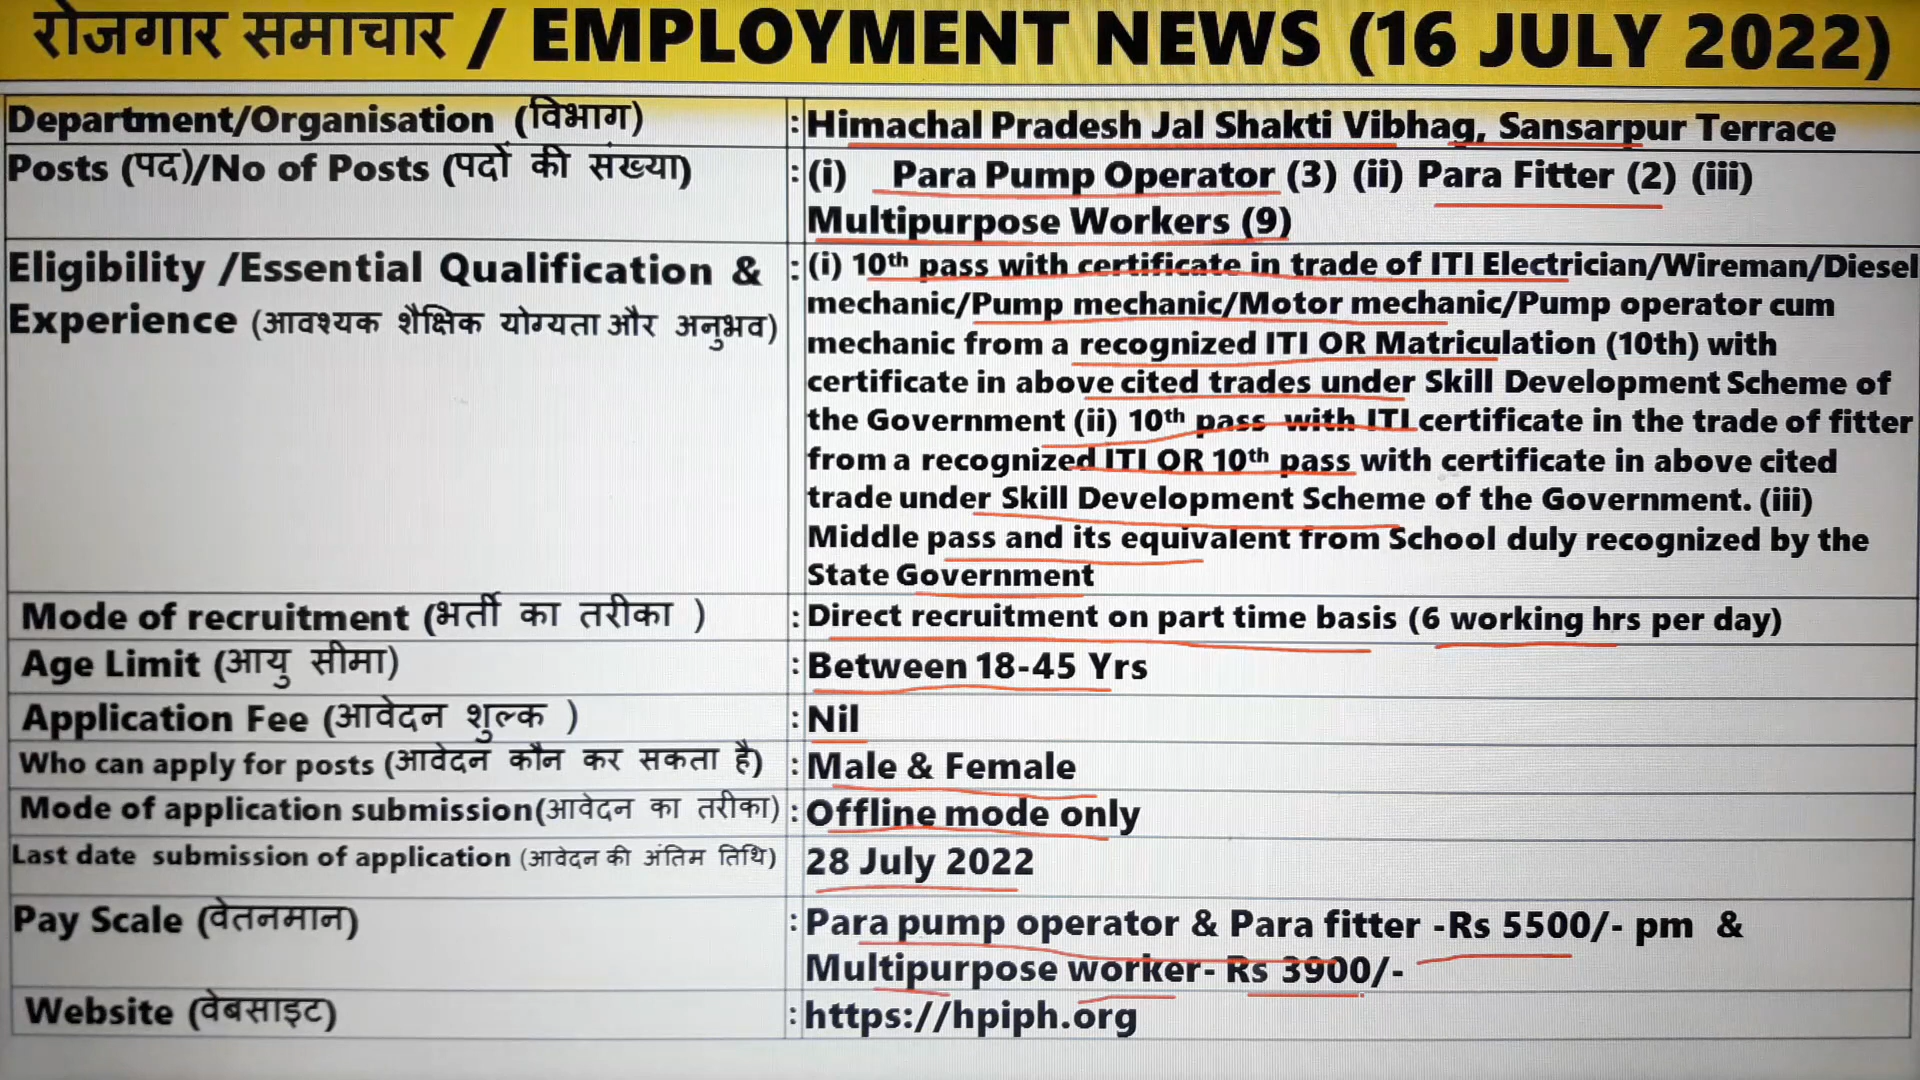 रोजगार समाचार / EMPLOYMENT NEWS (16 JULY 2022)
Department/Organisation (विभाग)
: Himachal Pradesh Jal Shakti Vibhag, Sansarpur Terrace
Posts (पद)/No of Posts (पदों की संख्या)
: (i) Para Pump Operator (3) (ii) Para Fitter (2) (iii)
Multipurpose Workers (9)
Eligibility /Essential Qualification &
Experience (आवश्यक शैक्षिक योग्यता और अनुभव)
: (i) 10th pass with certificate in trade of ITI Electrician/Wireman/Diesel
mechanic/Pump mechanic/Motor mechanic/Pump operator cum
mechanic from a recognized ITI OR Matriculation (10th) with
certificate in above cited trades under Skill Development Scheme of
the Government (ii) 10th pass with ITI certificate in the trade of fitter
from a recognized ITI OR 10th pass with certificate in above cited
trade under Skill Development Scheme of the Government. (iii)
Middle pass and its equivalent from School duly recognized by the
State Government
Mode of recruitment (भर्ती का तरीका )
: Direct recruitment on part time basis (6 working hrs per day)
Age Limit (आयु सीमा)
: Between 18-45 Yrs
Application Fee (आवेदन शुल्क )
: Nil
Who can apply for posts (आवेदन कौन कर सकता है)
: Male & Female
Mode of application submission(आवेदन का तरीका)
: Offline mode only
Last date submission of application (आवेदन की अंतिम तिथि)
28 July 2022
Pay Scale (वेतनमान)
: Para pump operator & Para fitter -Rs 5500/- pm &
Multipurpose worker- Rs 3900/-
Website (वेबसाइट)
: https://hpiph.org